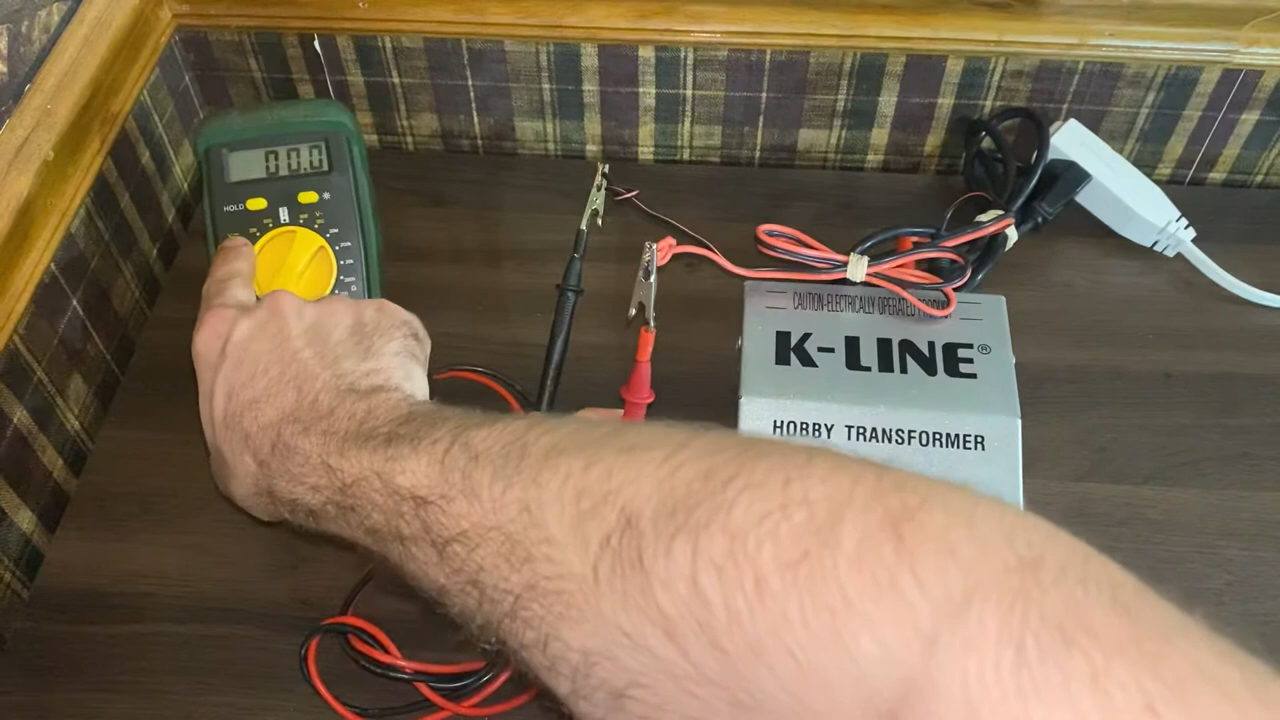 00.0
HOLD
CAUTION-ELECTRICALLY OPERATED PRODUCT
K-LINE®
HOBBY TRANSFORMER